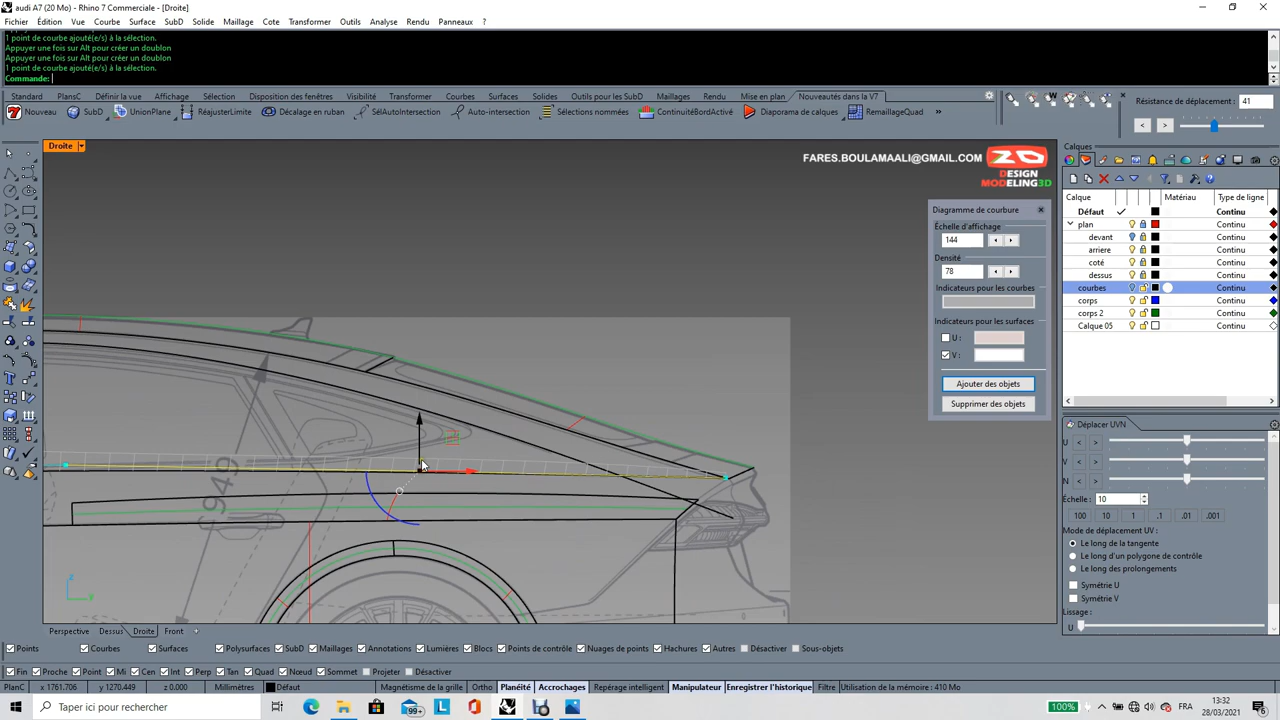 audi A7 (20 Mo) - Rhino 7 Commerciale - [Droite]
Fichier Édition Vue Courbe Surface SubD Solide Maillage Cote Transformer Outils Analyse Rendu Panneaux ?
1 point de courbe ajouté(e/s) à la sélection.
Appuyer une fois sur Alt pour créer un doublon
Appuyer une fois sur Alt pour créer un doublon
1 point de courbe ajouté(e/s) à la sélection.
Commande:
Standard PlansC Définir la vue Affichage Sélection Disposition des fenêtres Visibilité Transformer Courbes Surfaces Solides Outils pour les SubD Maillages Rendu Mise en plan Nouveautés dans la V7
Résistance de déplacement: 41
Nouveau SubD UnionPlane RéajusterLimite Décalage en ruban SélAutoIntersection Auto-intersection Sélections nommées ContinuitéBordActivé Diaporama de calques RemaillageQuad »
Droite
Calques
FARES.BOULAMAALI@GMAIL.COM
DESIGN
MODELING3D
Calque Matériau Type de ligne
Défaut Continu
plan Continu
devant Continu
arriere Continu
coté Continu
dessus Continu
courbes Continu
corps Continu
corps 2 Continu
Calque 05 Continu
Diagramme de courbure
Échelle d'affichage
144
Densité
78
Indicateurs pour les courbes
Indicateurs pour les surfaces
U :
V :
Ajouter des objets
Supprimer des objets
949
z
y
Déplacer UVN
U < >
V < >
N < >
Échelle: 10
100 10 1 .1 .01 .001
Mode de déplacement UV:
Le long de la tangente
Le long d'un polygone de contrôle
Le long des prolongements
Symétrie U
Symétrie V
Lissage:
U
Perspective Dessus Droite Front
Points Courbes Surfaces Polysurfaces SubD Maillages Annotations Lumières Blocs Points de contrôle Nuages de points Hachures Autres Désactiver Sous-objets
Fin Proche Point Mi Cen Int Perp Tan Quad Nœud Sommet Projeter Désactiver
PlanC x 1761.706 y 1270.449 z 0.000 Millimètres Défaut Magnétisme de la grille Ortho Planéité Accrochages Repérage intelligent Manipulateur Enregistrer l'historique Filtre Utilisation de la mémoire : 410 Mo
Taper ici pour rechercher
99+
100%
FRA
13:32
28/03/2021